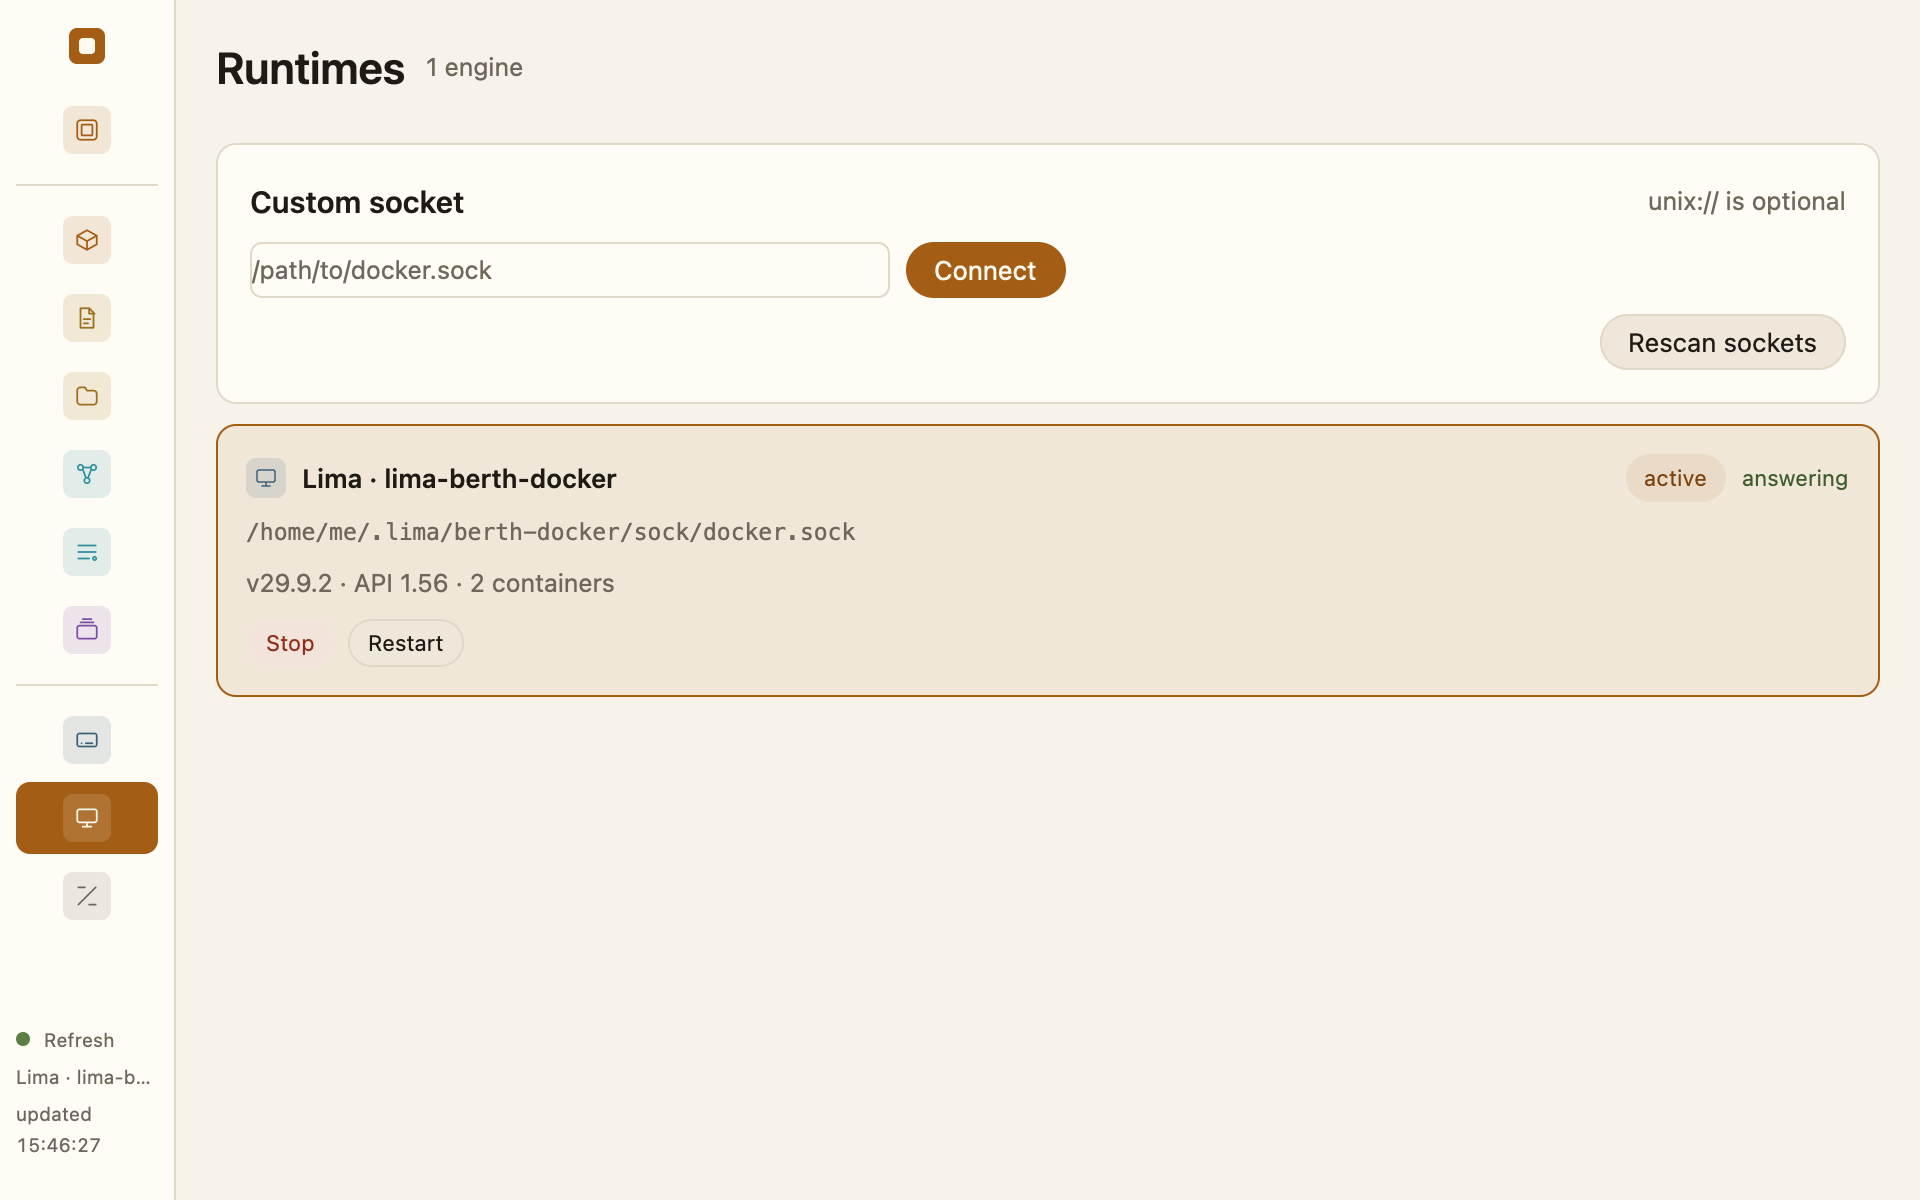 Runtimes
1 engine
Custom socket
unix:// is optional
/path/to/docker.sock
Connect
Rescan sockets
Lima · lima-berth-docker
active
answering
/home/me/.lima/berth-docker/sock/docker.sock
v29.9.2 · API 1.56 · 2 containers
Stop
Restart
Refresh
Lima · lima-b...
updated
15:46:27